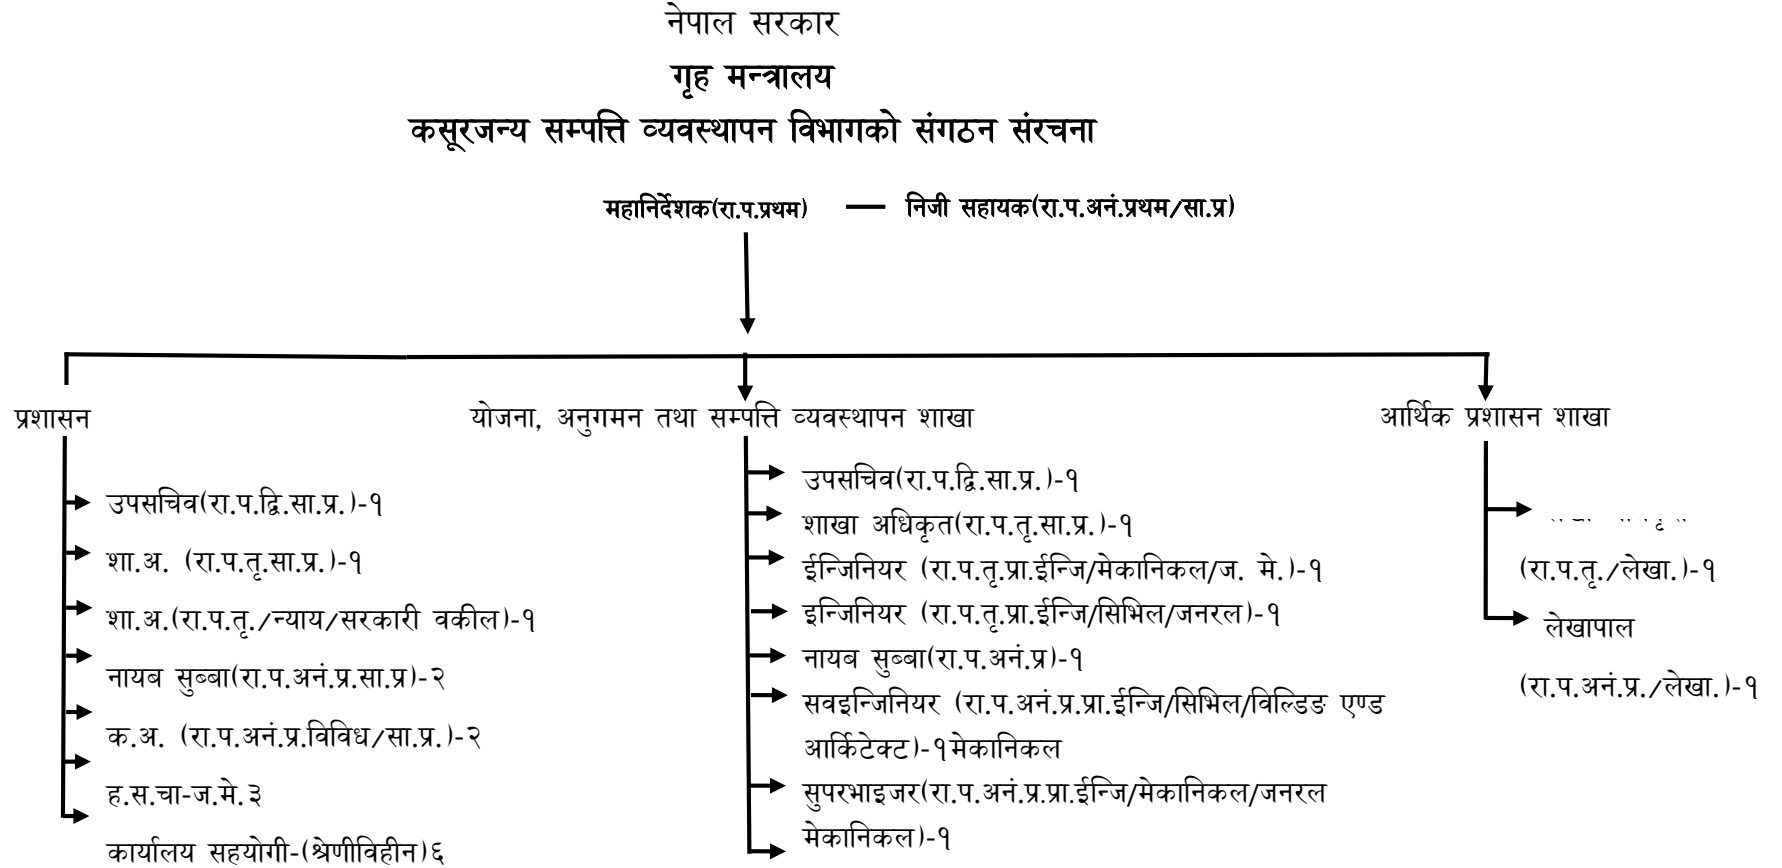 नेपाल सरकार
गृह मन्त्रालय
कसूरजन्य सम्पत्ति व्यवस्थापन विभागको संगठन संरचना
महानिर्देशक(रा.प.प्रथम) — निजी सहायक(रा.प.अनं.प्रथम/सा.प्र)
प्रशासन
उपसचिव(रा.प.द्वि.सा.प्र.)-१
शा.अ. (रा.प.तृ.सा.प्र.)-१
शा.अ.(रा.प.तृ./न्याय/सरकारी वकील)-१
नायब सुब्बा(रा.प.अनं.प्र.सा.प्र)-२
क.अ. (रा.प.अनं.प्र.विविध/सा.प्र.)-२
ह.स.चा-ज.मे.३
कार्यालय सहयोगी-(श्रेणीविहीन)६
योजना, अनुगमन तथा सम्पत्ति व्यवस्थापन शाखा
उपसचिव(रा.प.द्वि.सा.प्र.)-१
शाखा अधिकृत(रा.प.तृ.सा.प्र.)-१
ईन्जिनियर (रा.प.तृ.प्रा.ईन्जि/मेकानिकल/ज. मे.)-१
इन्जिनियर (रा.प.तृ.प्रा.ईन्जि/सिभिल/जनरल)-१
नायब सुब्बा(रा.प.अनं.प्र)-१
सवइन्जिनियर (रा.प.अनं.प्र.प्रा.ईन्जि/सिभिल/विल्डिङ एण्ड
आर्किटेक्ट)-१मेकानिकल
सुपरभाइजर(रा.प.अनं.प्र.प्रा.ईन्जि/मेकानिकल/जनरल
मेकानिकल)-१
आर्थिक प्रशासन शाखा
(रा.प.तृ./लेखा.)-१
लेखापाल
(रा.प.अनं.प्र./लेखा.)-१